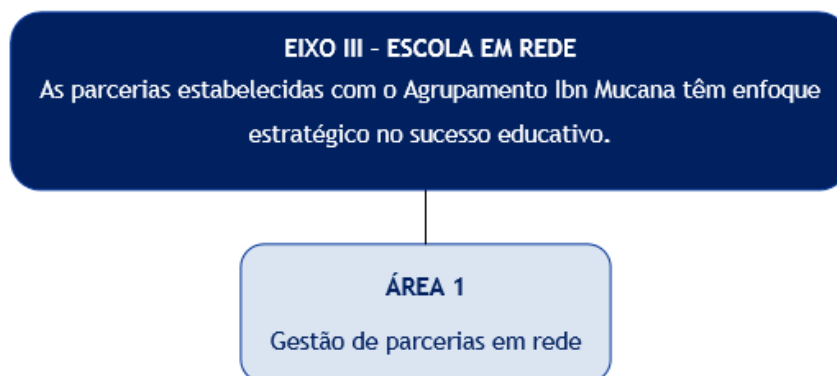 EIXO III – ESCOLA EM REDE
As parcerias estabelecidas com o Agrupamento Ibn Mucana têm enfoque
estratégico no sucesso educativo.
ÁREA 1
Gestão de parcerias em rede